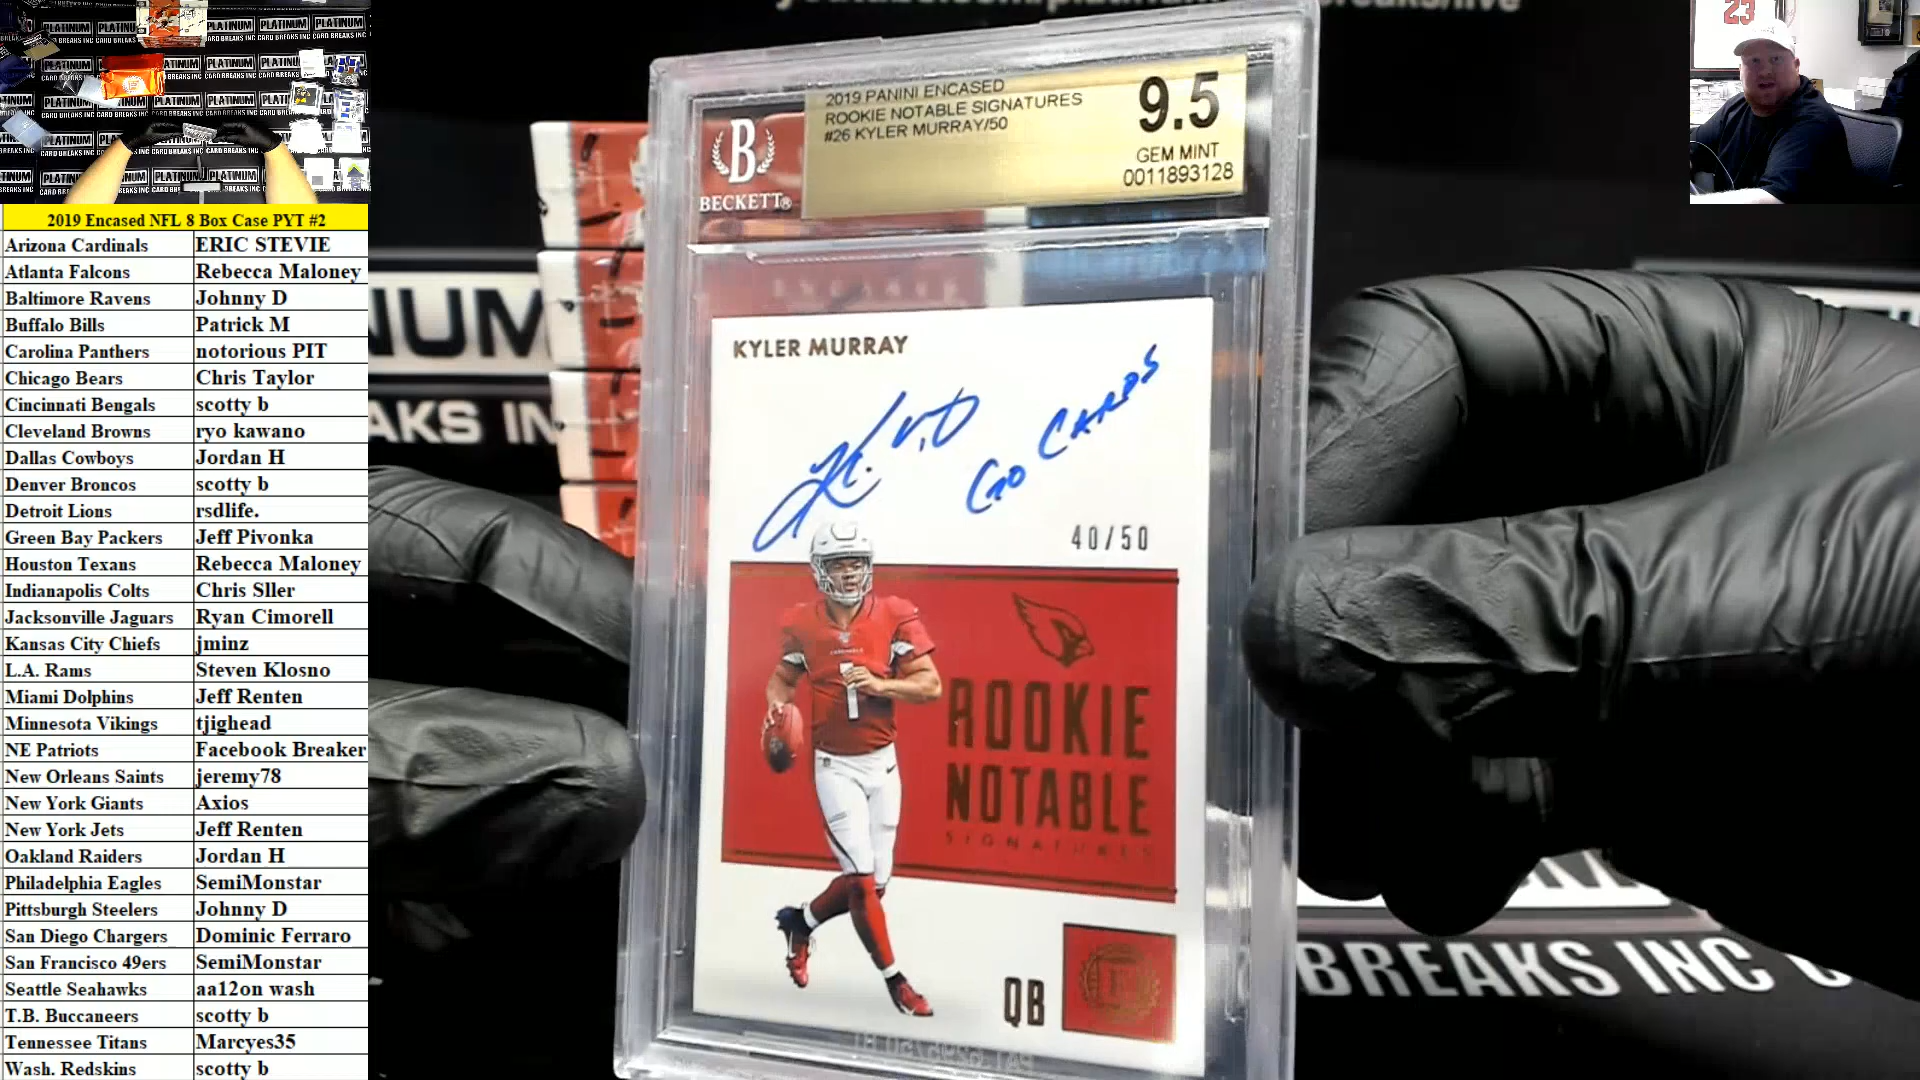 2019 Encased NFL 8 Box Case PYT #2
Arizona Cardinals ERIC STEVIE
Atlanta Falcons Rebecca Maloney
Baltimore Ravens Johnny D
Buffalo Bills Patrick M
Carolina Panthers notorious PIT
Chicago Bears Chris Taylor
Cincinnati Bengals scotty b
Cleveland Browns ryo kawano
Dallas Cowboys Jordan H
Denver Broncos scotty b
Detroit Lions rsdlife.
Green Bay Packers Jeff Pivonka
Houston Texans Rebecca Maloney
Indianapolis Colts Chris Sller
Jacksonville Jaguars Ryan Cimorell
Kansas City Chiefs jminz
L.A. Rams Steven Klosno
Miami Dolphins Jeff Renten
Minnesota Vikings tjighead
NE Patriots Facebook Breaker
New Orleans Saints jeremy78
New York Giants Axios
New York Jets Jeff Renten
Oakland Raiders Jordan H
Philadelphia Eagles SemiMonstar
Pittsburgh Steelers Johnny D
San Diego Chargers Dominic Ferraro
San Francisco 49ers SemiMonstar
Seattle Seahawks aa12on wash
T.B. Buccaneers scotty b
Tennessee Titans Marcyes35
Wash. Redskins scotty b
B
BECKETT®
2019 PANINI ENCASED
ROOKIE NOTABLE SIGNATURES
#26 KYLER MURRAY/50
9.5
GEM MINT
0011893128
KYLER MURRAY
GO CARDS
40/50
CARDINALS
1
ROOKIE
NOTABLE
SIGNATURES
QB
BREAKS INC
23
PLATINUM
CARD BREAKS INC